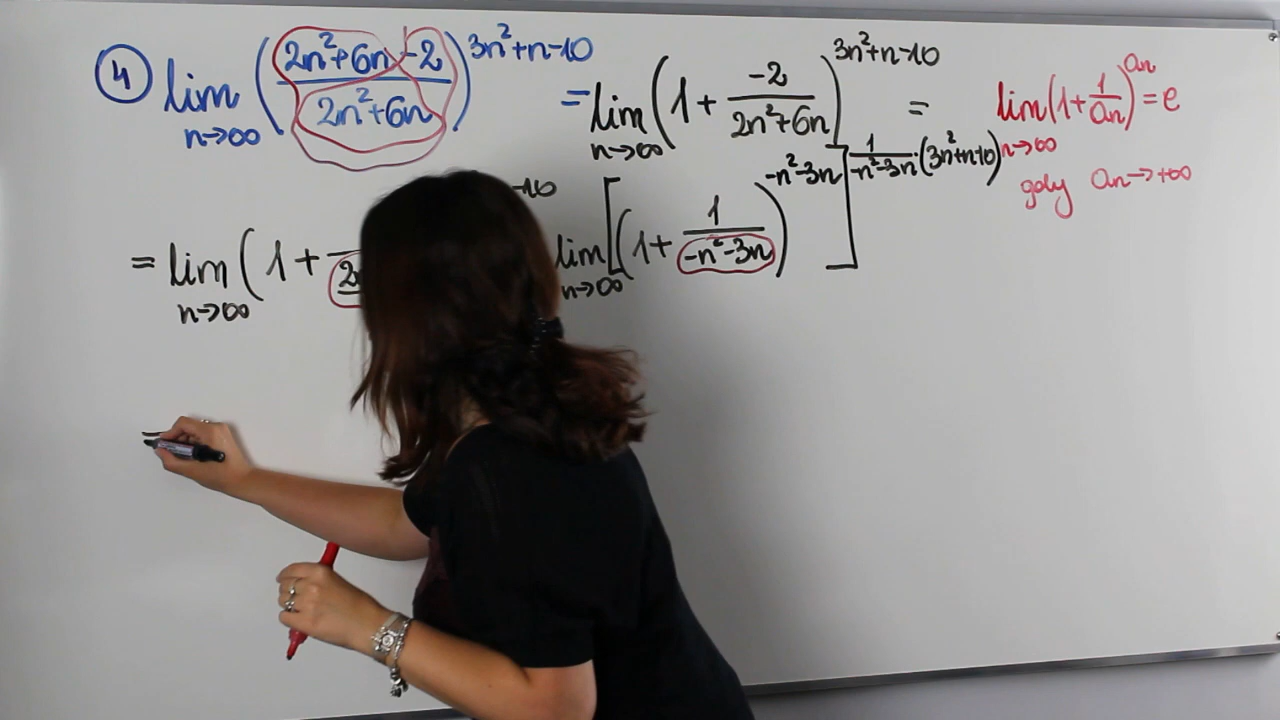 ④ lim n→∞ ((2n²+6n-2)/(2n²+6n))^(3n²+n-10) = lim n→∞ (1 + (-2)/(2n²+6n))^(3n²+n-10) =
= lim n→∞ (1 + -10 lim n→∞ [(1 + 1/(-n²-3n))^(-n²-3n)]^(1/(-n²-3n)·(3n²+n-10))
=
lim n→∞ (1 + 1/an)^an = e
gdy an→+∞